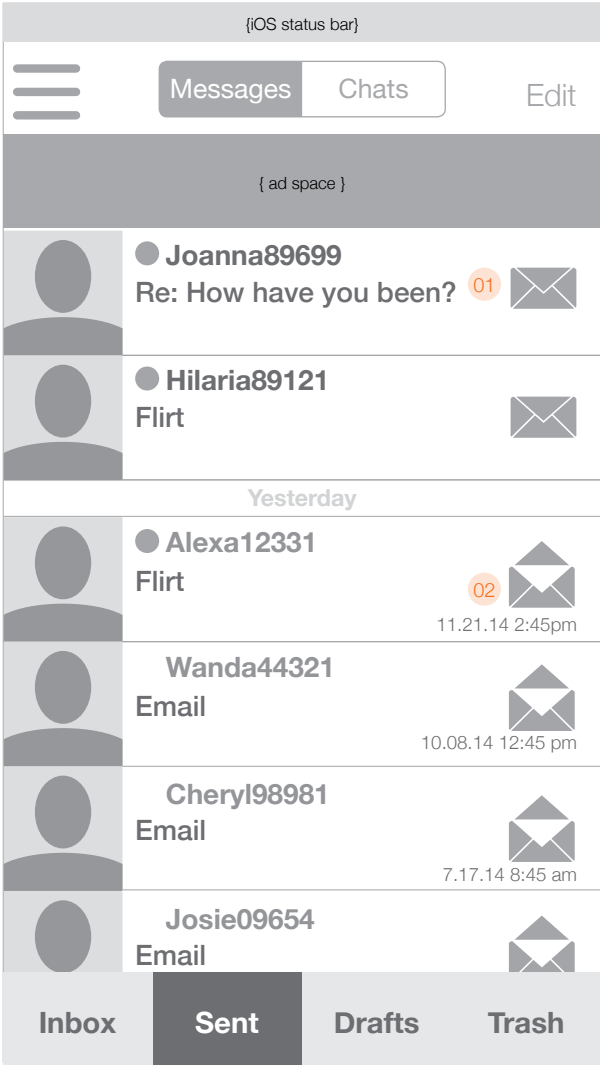 {iOS status bar}
Messages Chats Edit
{ ad space }
Joanna89699
Re: How have you been? 01
Hilaria89121
Flirt
Yesterday
Alexa12331
Flirt
02
11.21.14 2:45pm
Wanda44321
Email
10.08.14 12:45 pm
Cheryl98981
Email
7.17.14 8:45 am
Josie09654
Email
Inbox Sent Drafts Trash